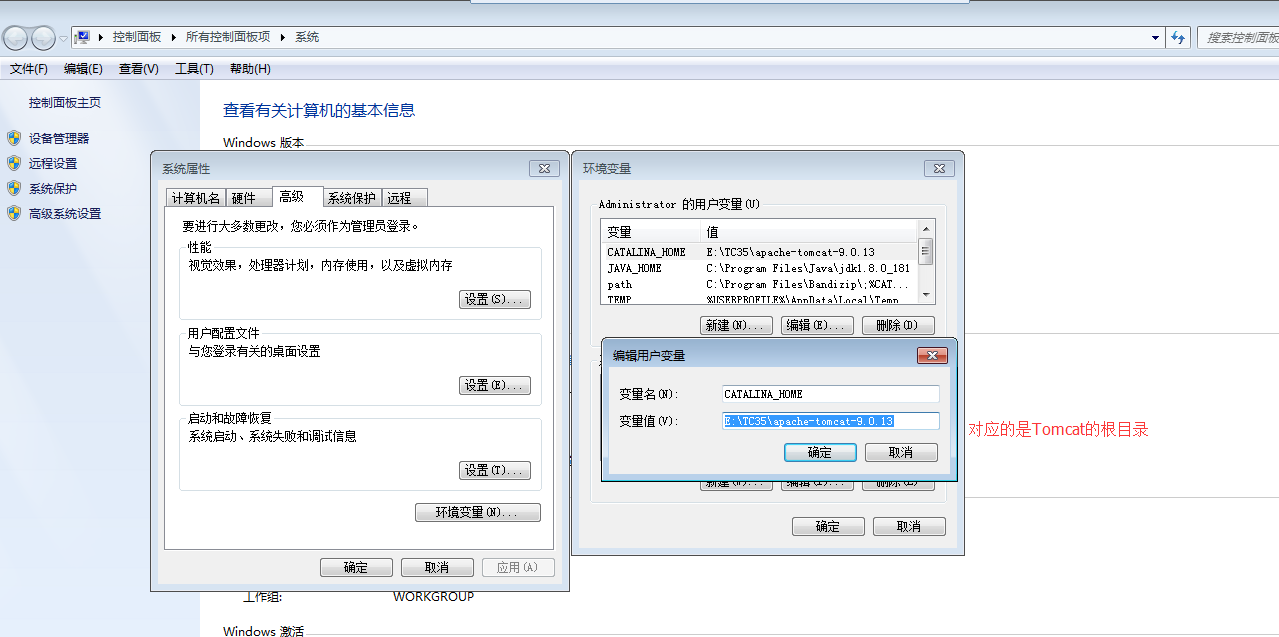 控制面板 ▸ 所有控制面板项 ▸ 系统
搜索控制面板
文件(F) 编辑(E) 查看(V) 工具(T) 帮助(H)
控制面板主页
设备管理器
远程设置
系统保护
高级系统设置
查看有关计算机的基本信息
Windows 版本
系统属性
计算机名 硬件 高级 系统保护 远程
要进行大多数更改，您必须作为管理员登录。
性能
视觉效果，处理器计划，内存使用，以及虚拟内存
设置(S)...
用户配置文件
与您登录有关的桌面设置
设置(E)...
启动和故障恢复
系统启动、系统失败和调试信息
设置(T)...
环境变量(N)...
确定 取消 应用(A)
环境变量
Administrator 的用户变量(U)
变量 值
CATALINA_HOME E:\TC35\apache-tomcat-9.0.13
JAVA_HOME C:\Program Files\Java\jdk1.8.0_181
path C:\Program Files\Bandizip\;%CAT...
TEMP %USERPROFILE%\AppData\Local\Temp
新建(N)... 编辑(E)... 删除(D)
编辑用户变量
变量名(N): CATALINA_HOME
变量值(V): E:\TC35\apache-tomcat-9.0.13
确定 取消
新建(W)... 编辑(I)... 删除(L)
确定 取消
对应的是Tomcat的根目录
工作组: WORKGROUP
Windows 激活